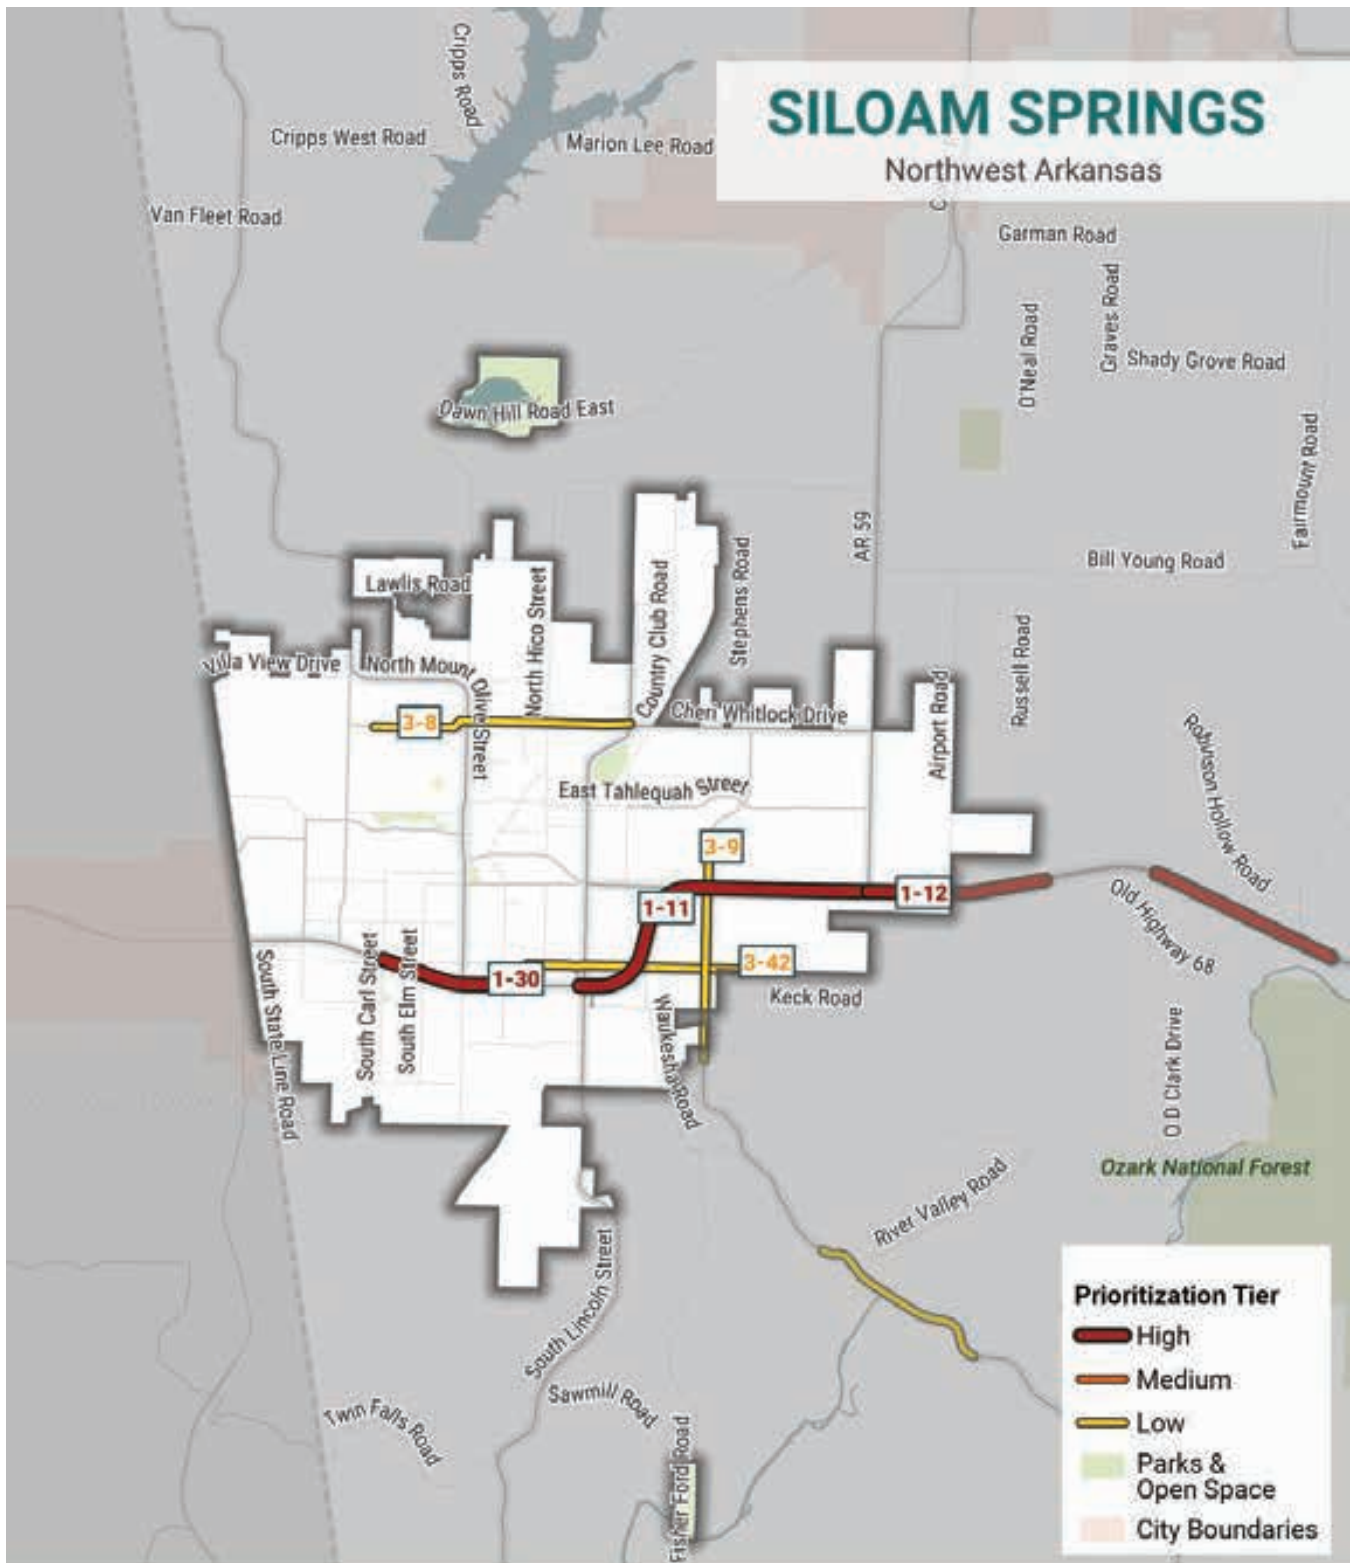 Cripps Road
SILOAM SPRINGS
Northwest Arkansas
Cripps West Road
Marion Lee Road
Van Fleet Road
C
Garman Road
Graves Road
O'Neal Road
Shady Grove Road
Dawn Hill Road East
Fairmount Road
AR 59
Bill Young Road
Lawlis Road
North Hico Street
Country Club Road
Stephens Road
Russell Road
Villa View Drive
North Mount Olive Street
Airport Road
3-8
Cheri Whitlock Drive
Robinson Hollow Road
East Tahlequah Street
3-9
1-11
1-12
Old Highway 68
South Carl Street
South Elm Street
1-30
3-42
Keck Road
South State Line Road
Waukesha Road
O D Clark Drive
Ozark National Forest
River Valley Road
South Lincoln Street
Sawmill Road
Twin Falls Road
Fisher Ford Road
Prioritization Tier
High
Medium
Low
Parks &
Open Space
City Boundaries